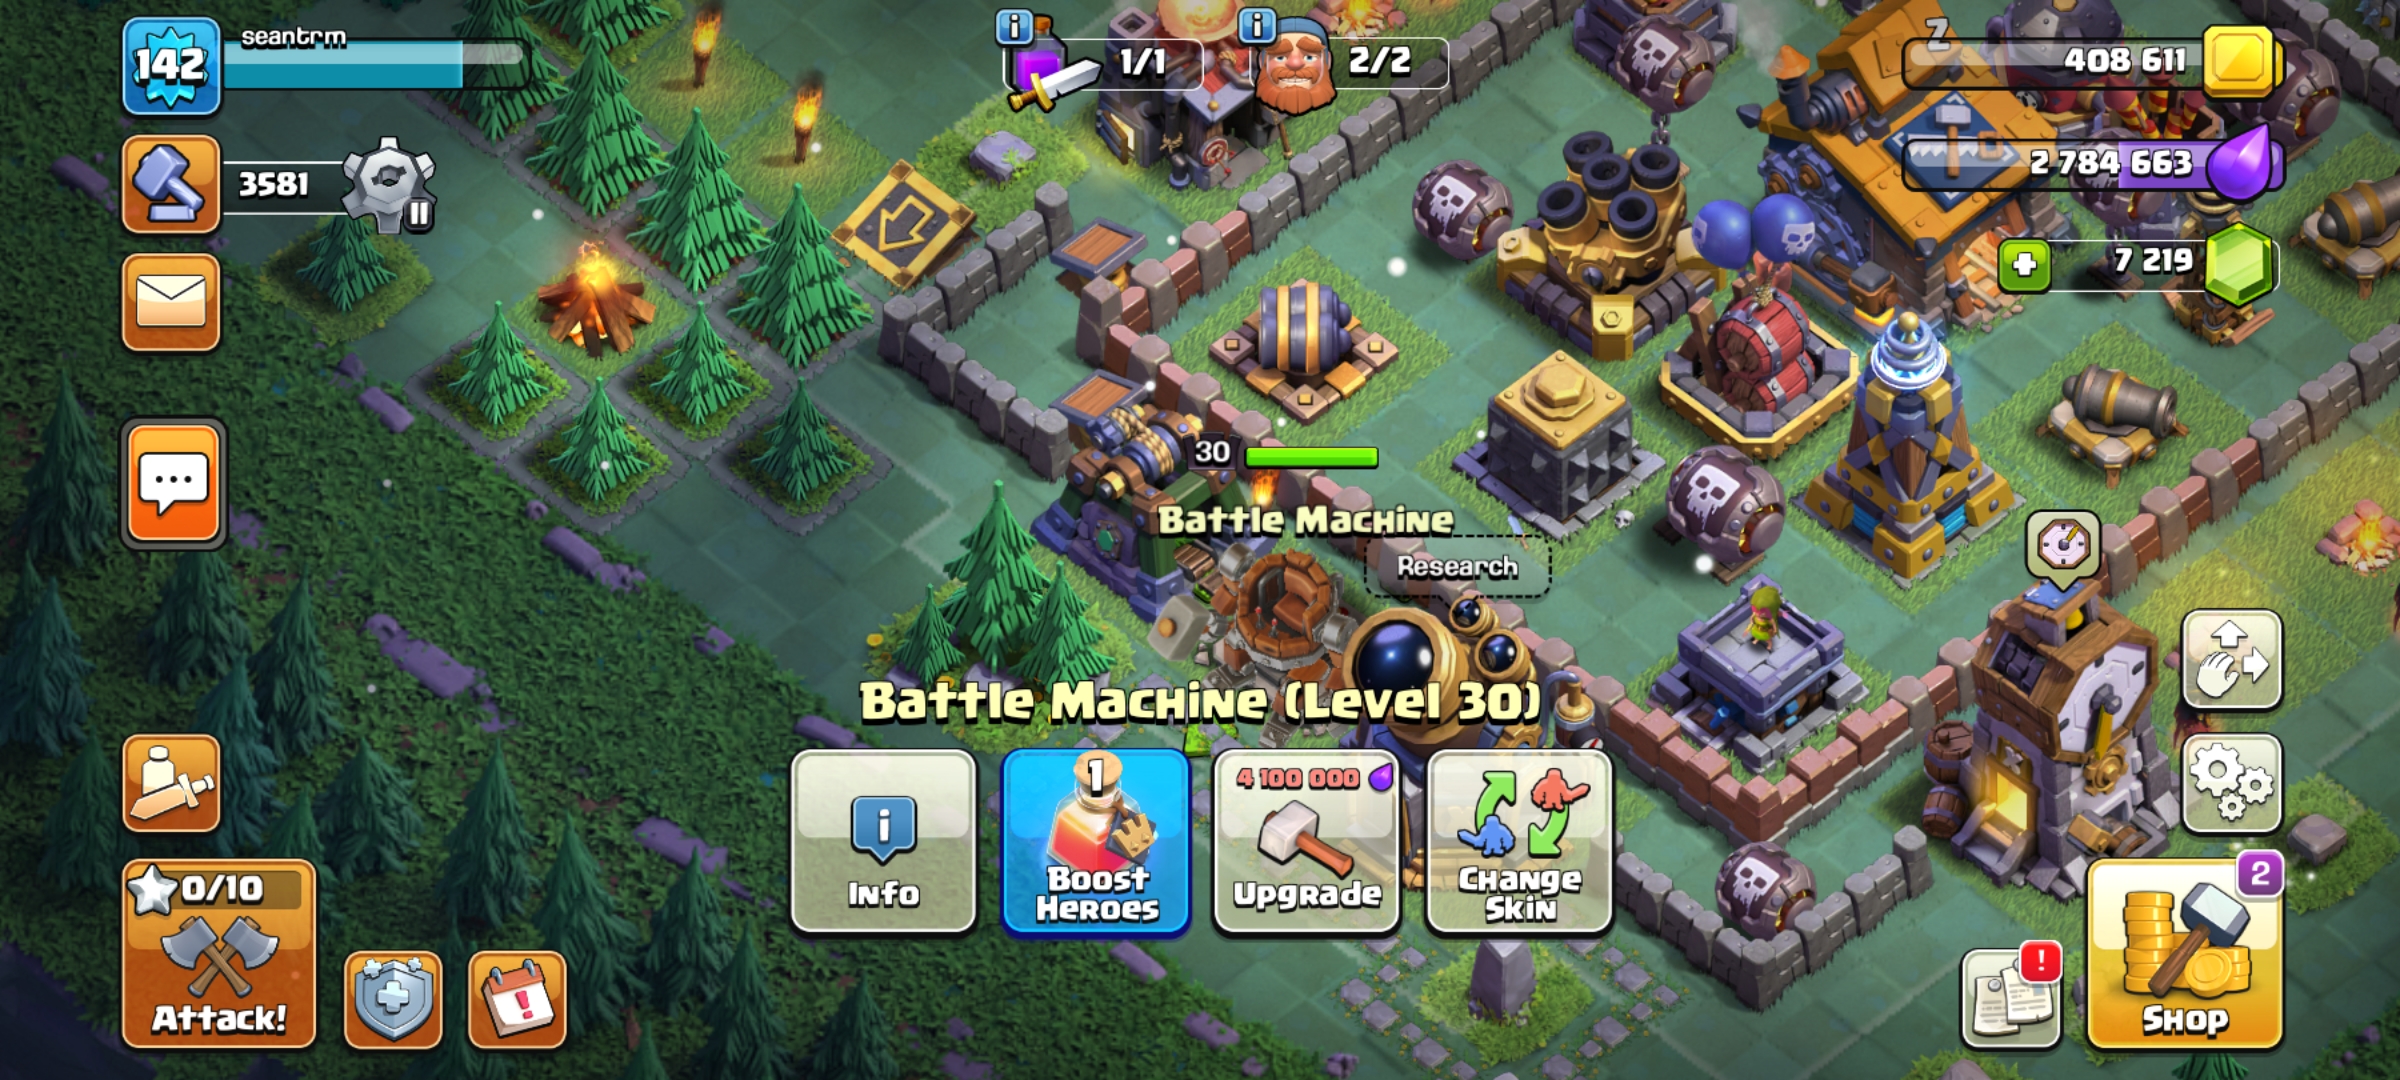 142
seantrm
1/1
2/2
Z
408 611
3581
2 784 663
7 219
30
Battle Machine
Research
Battle Machine (Level 30)
1
4 100 000
Info
Boost
Heroes
Upgrade
Change
Skin
0/10
Attack!
!
!
2
Shop